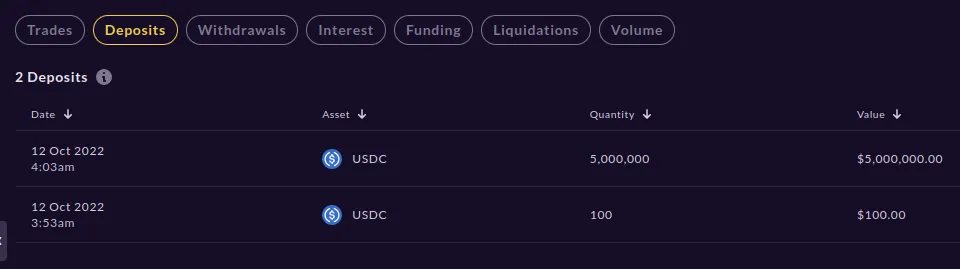 Trades Deposits Withdrawals Interest Funding Liquidations Volume
2 Deposits
Date Asset Quantity Value
12 Oct 2022
4:03am
USDC 5,000,000 $5,000,000.00
12 Oct 2022
3:53am
USDC 100 $100.00